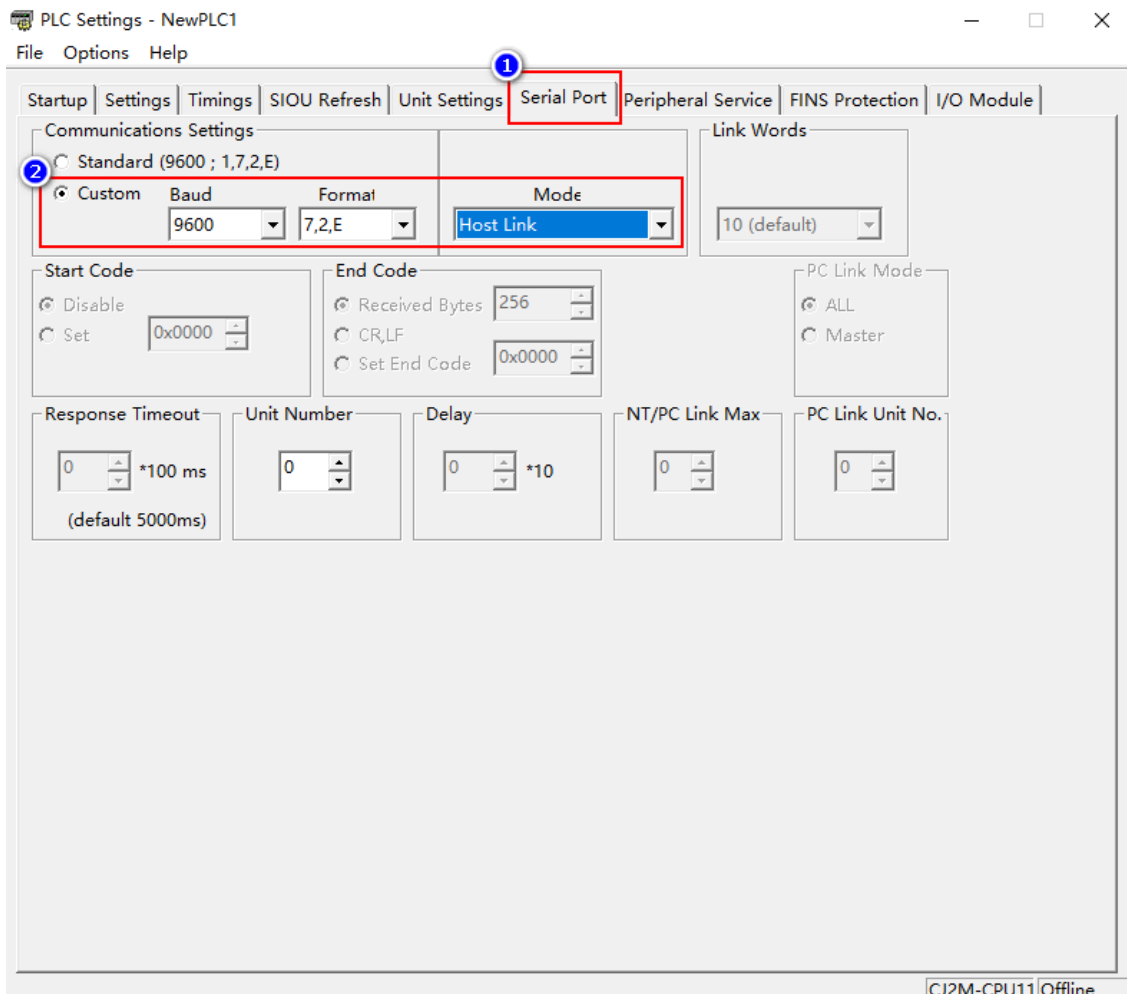 PLC Settings - NewPLC1
File Options Help
1
Startup Settings Timings SIOU Refresh Unit Settings Serial Port Peripheral Service FINS Protection I/O Module
Communications Settings
Link Words
Standard (9600 ; 1,7,2,E)
2
Custom Baud Format Mode
9600 7,2,E Host Link 10 (default)
Start Code End Code PC Link Mode
Disable Received Bytes 256 ALL
Set 0x0000 CR,LF Master
Set End Code 0x0000
Response Timeout Unit Number Delay NT/PC Link Max PC Link Unit No.
0 *100 ms 0 0 *10 0 0
(default 5000ms)
CJ2M-CPU11 Offline